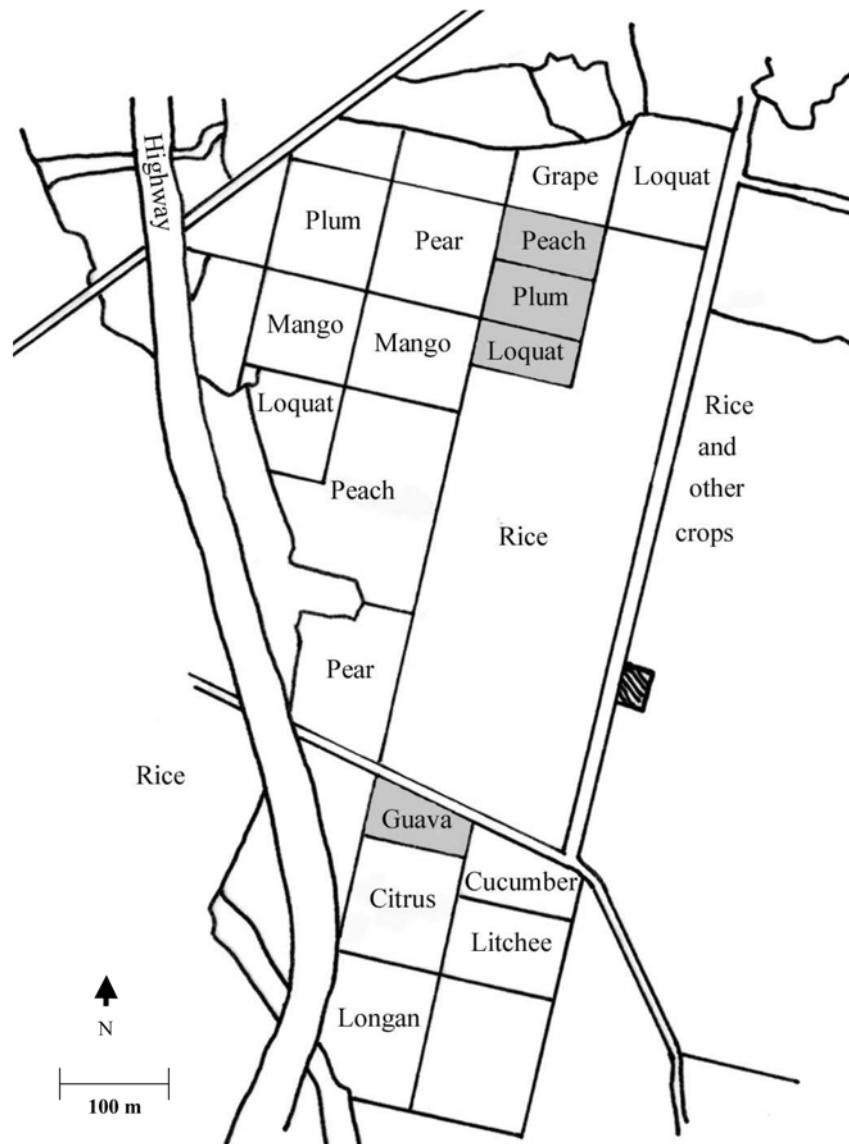 Highway
Grape
Loquat
Plum
Pear
Peach
Plum
Mango
Mango
Loquat
Loquat
Peach
Rice
and
other
crops
Rice
Pear
Rice
Guava
Citrus
Cucumber
Litchee
Longan
N
100 m